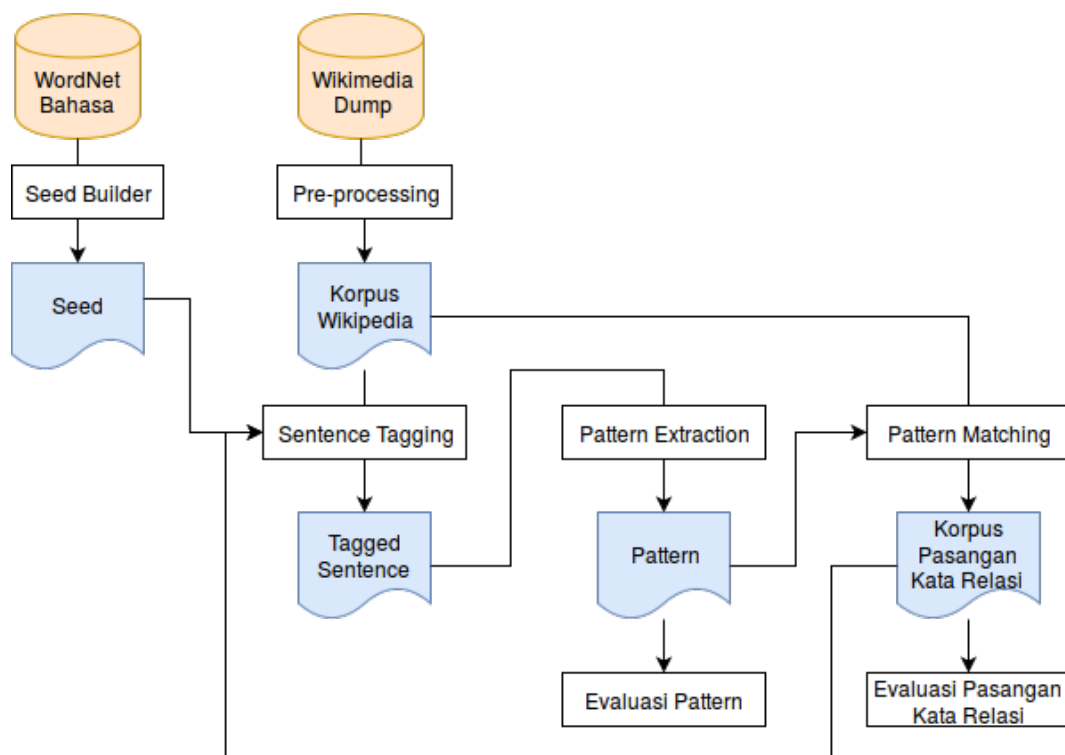 WordNet
Bahasa
Wikimedia
Dump
Seed Builder
Pre-processing
Seed
Korpus
Wikipedia
Sentence Tagging
Pattern Extraction
Pattern Matching
Tagged
Sentence
Pattern
Korpus
Pasangan
Kata Relasi
Evaluasi Pattern
Evaluasi Pasangan
Kata Relasi